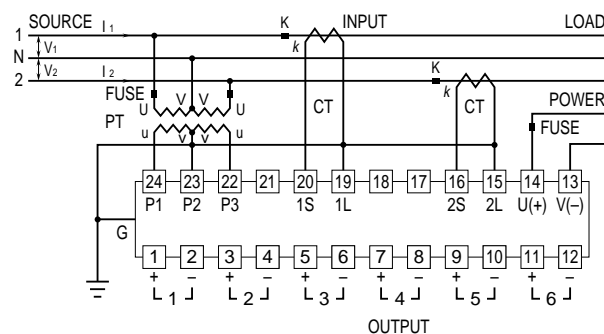 SOURCE I1 K INPUT LOAD
1
k
V1
N
V2 I2 K
2
k
FUSE
U V V U CT CT POWER
PT FUSE
u v v u
24 23 22 21 20 19 18 17 16 15 14 13
P1 P2 P3 1S 1L 2S 2L U(+) V(–)
G
1 2 3 4 5 6 7 8 9 10 11 12
+ – + – + – + – + – + –
1 2 3 4 5 6
OUTPUT